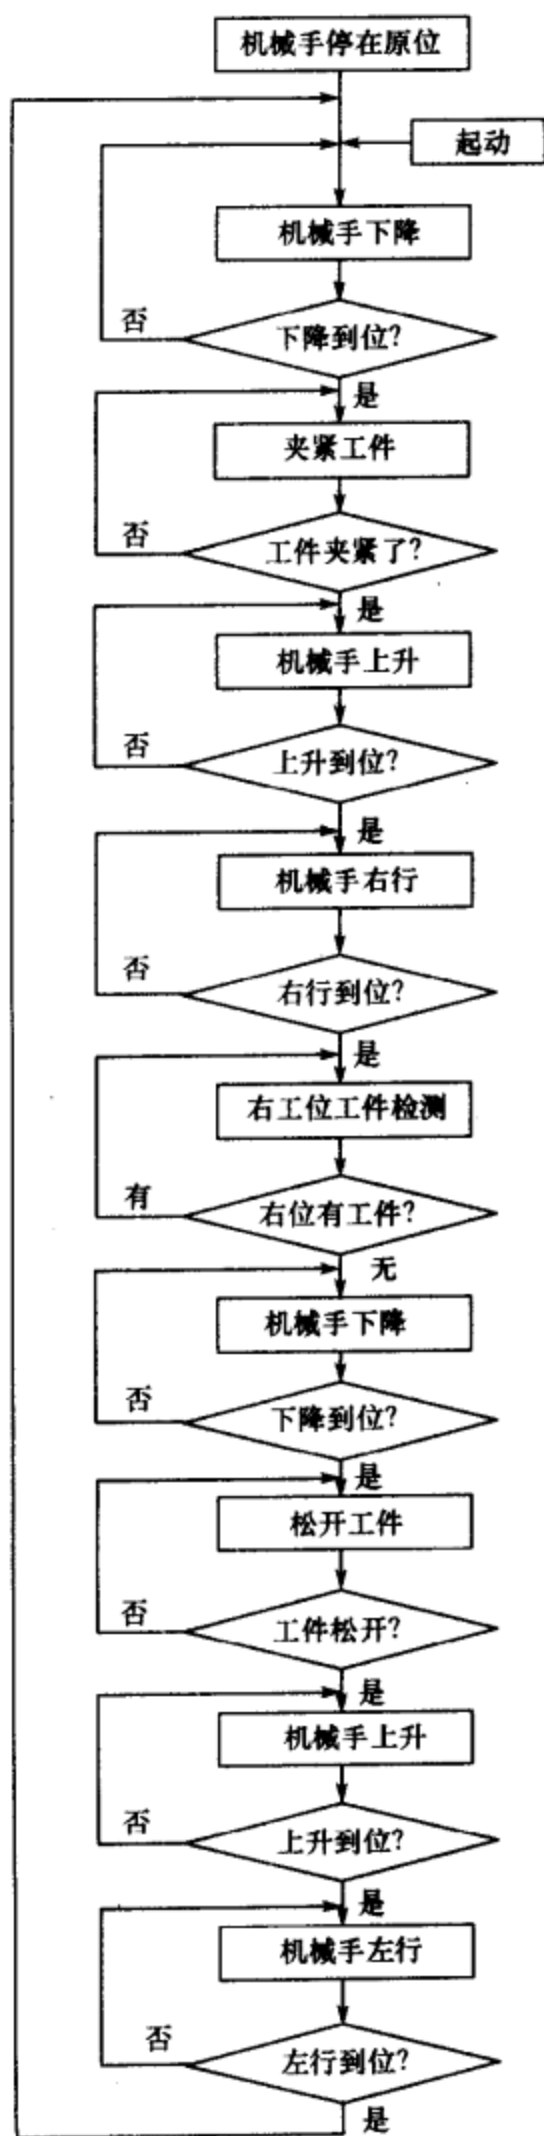 机械手停在原位
起动
机械手下降
否
下降到位?
是
夹紧工件
否
工件夹紧了?
是
机械手上升
否
上升到位?
是
机械手右行
否
右行到位?
是
右工位工件检测
有
右位有工件?
无
机械手下降
否
下降到位?
是
松开工件
否
工件松开?
是
机械手上升
否
上升到位?
是
机械手左行
否
左行到位?
是